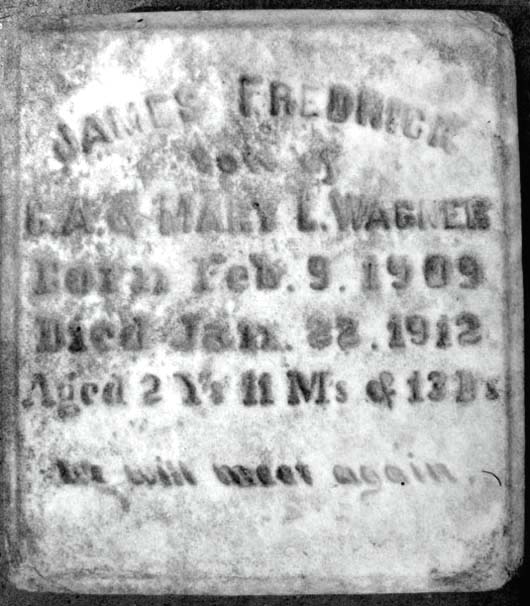 JAMES FREDRICK
Son of
C.A.& MARY L. WAGNER
Born Feb. 9. 1909
Died Jan. 22. 1912
Aged 2 Ys 11 Ms & 13 Ds
We will meet again.